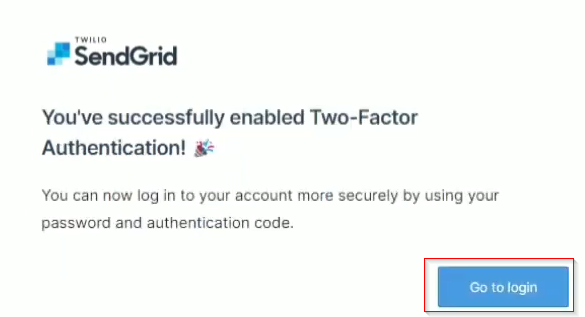 TWILIO
SendGrid
You've successfully enabled Two-Factor
Authentication! 🎉
You can now log in to your account more securely by using your
password and authentication code.
Go to login